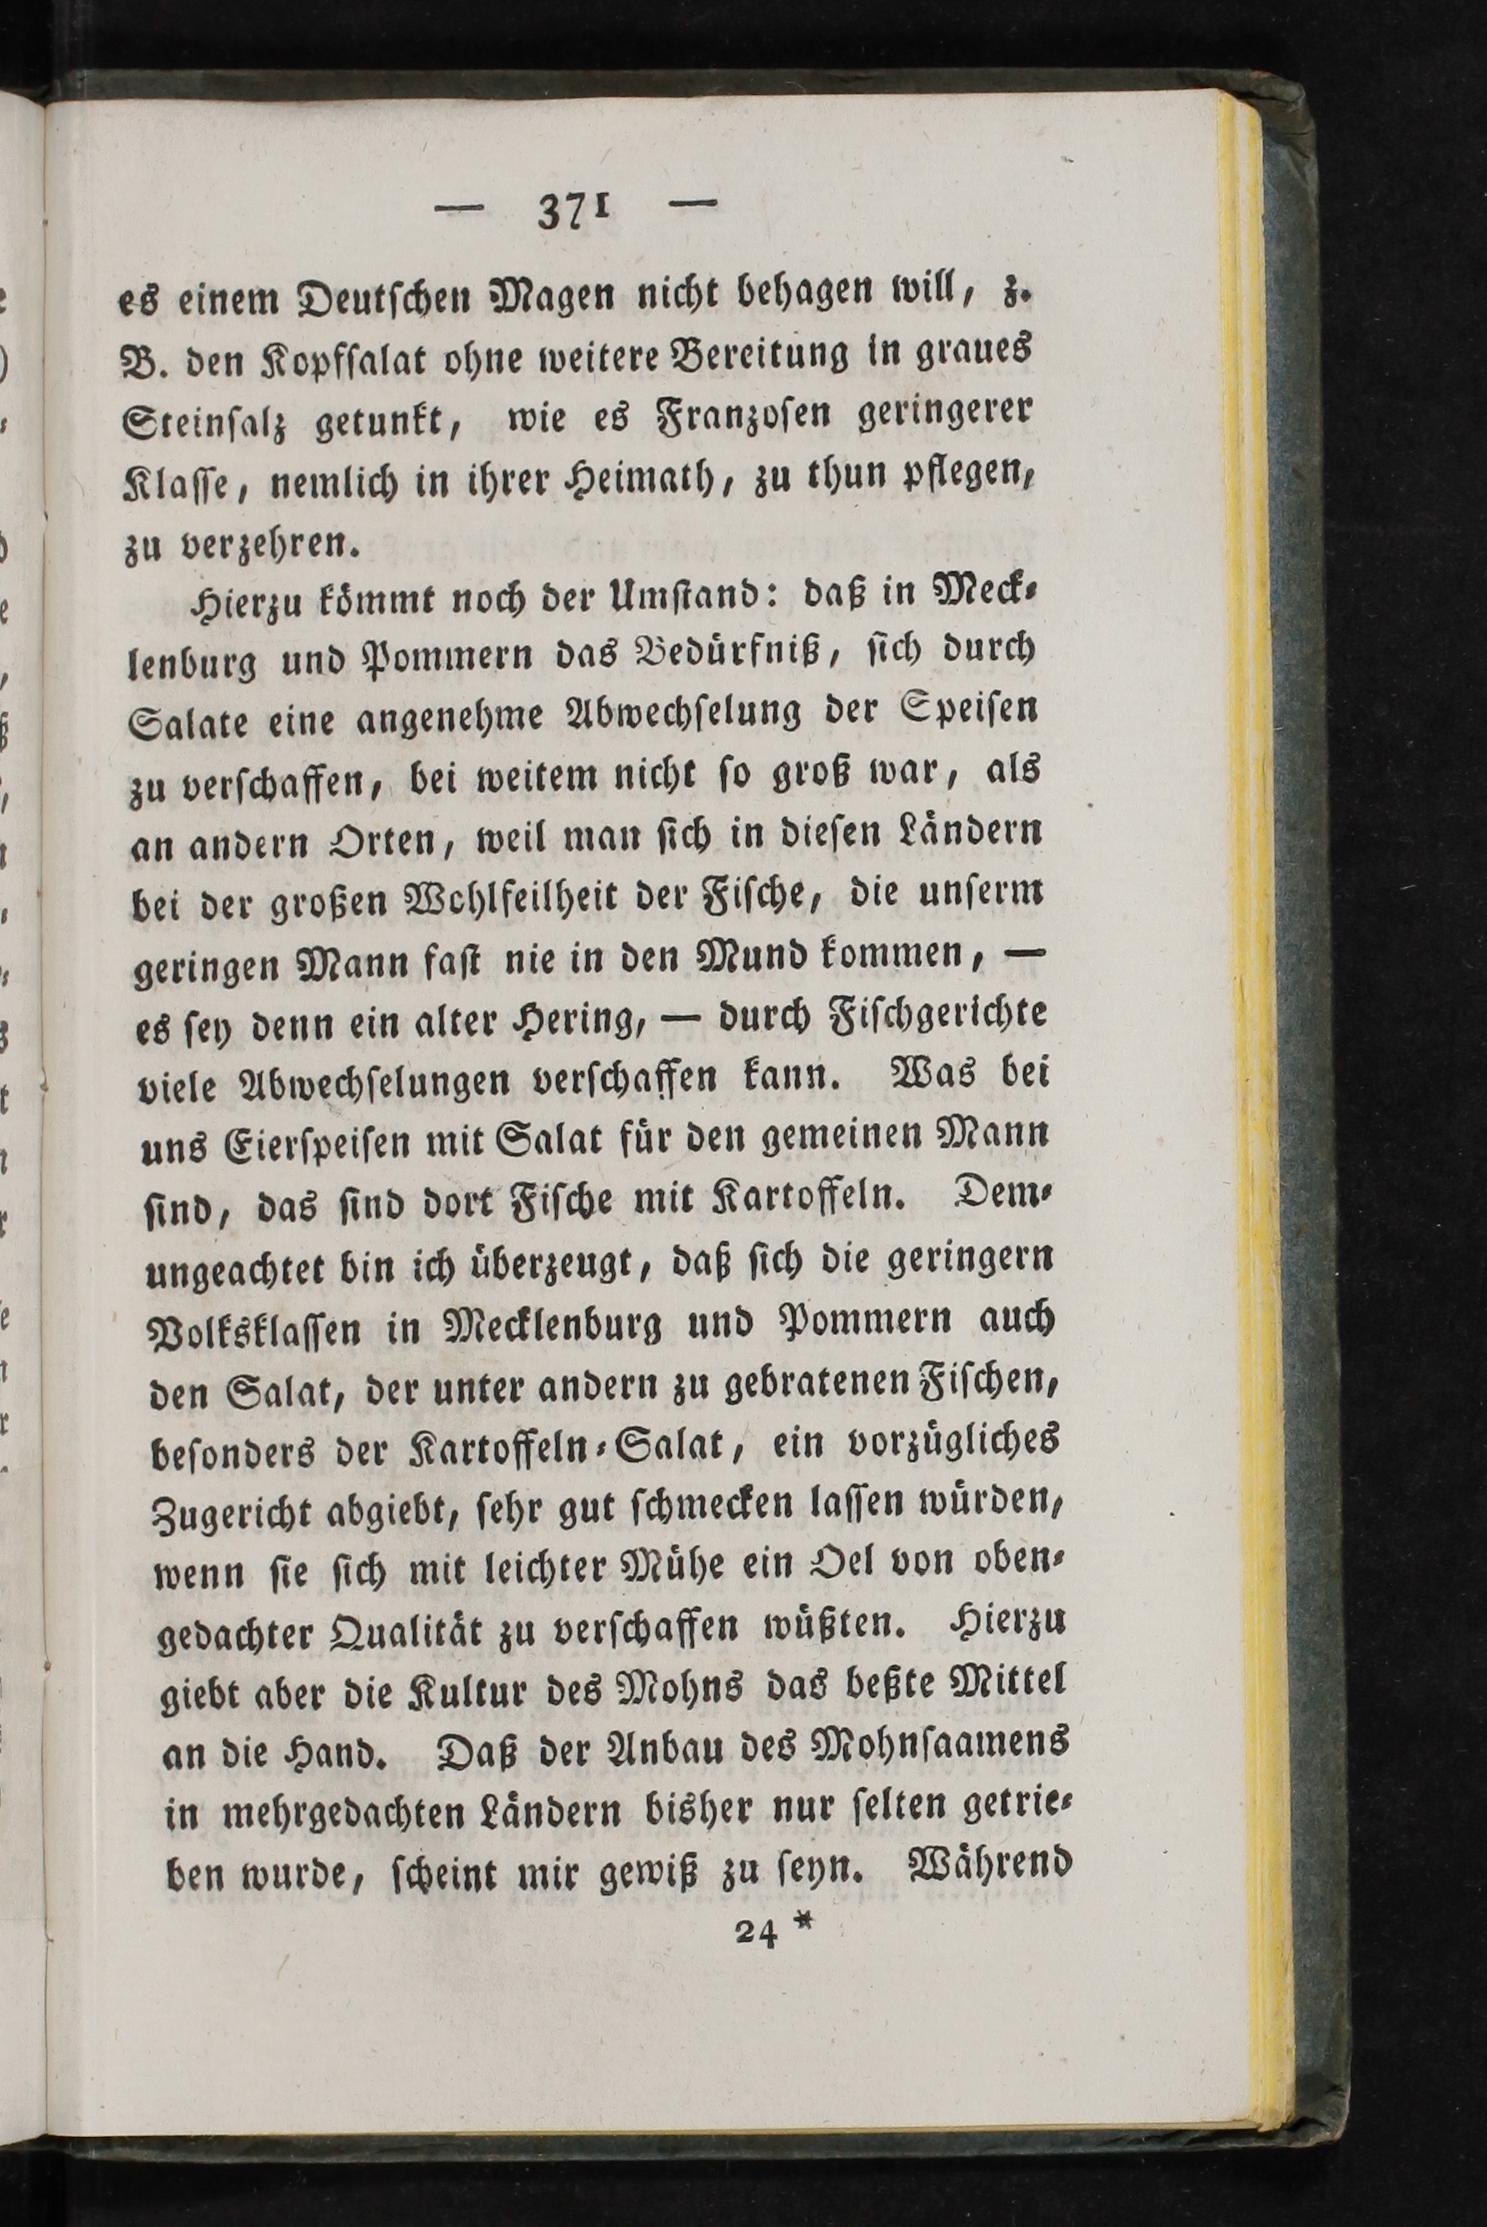 — 371 —
es einem Deutſchen Magen nicht behagen will, z.
B. den Kopfſalat ohne weitere Bereitung in graues
Steinſalz getunkt, wie es Franzoſen geringerer
Klaſſe, nemlich in ihrer Heimath, zu thun pflegen,
zu verzehren.
Hierzu kömmt noch der Umſtand: daß in Meck⸗
lenburg und Pommern das Bedürfniß, ſich durch
Salate eine angenehme Abwechſelung der Speiſen
zu verſchaffen, bei weitem nicht ſo groß war, als
an andern Orten, weil man ſich in dieſen Ländern
bei der großen Wohlfeilheit der Fiſche, die unſerm
geringen Mann faſt nie in den Mund kommen, —
es ſey denn ein alter Hering, — durch Fiſchgerichte
viele Abwechſelungen verſchaffen kann. Was bei
uns Eierſpeiſen mit Salat für den gemeinen Mann
ſind, das ſind dort Fiſche mit Kartoffeln. Dem⸗
ungeachtet bin ich überzeugt, daß ſich die geringern
Volksklaſſen in Mecklenburg und Pommern auch
den Salat, der unter andern zu gebratenen Fiſchen,
beſonders der Kartoffeln⸗Salat, ein vorzügliches
Zugericht abgiebt, ſehr gut ſchmecken laſſen würden,
wenn ſie ſich mit leichter Mühe ein Oel von oben⸗
gedachter Qualität zu verſchaffen wüßten. Hierzu
giebt aber die Kultur des Mohns das beßte Mittel
an die Hand. Daß der Anbau des Mohnſaamens
in mehrgedachten Ländern bisher nur ſelten getrie⸗
ben wurde, ſcheint mir gewiß zu ſeyn. Während
24 *